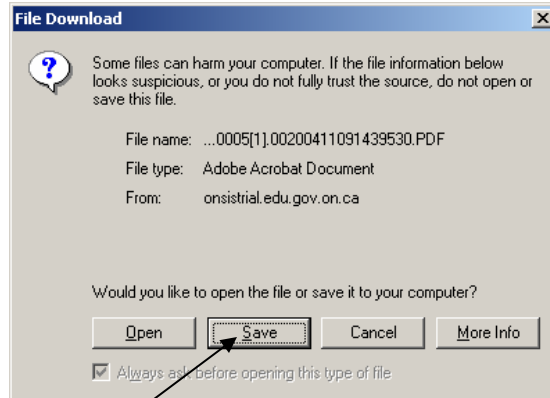 File Download
Some files can harm your computer. If the file information below
looks suspicious, or you do not fully trust the source, do not open or
save this file.
File name: ...0005[1].00200411091439530.PDF
File type: Adobe Acrobat Document
From: onsistrial.edu.gov.on.ca
Would you like to open the file or save it to your computer?
Open Save Cancel More Info
Always ask before opening this type of file